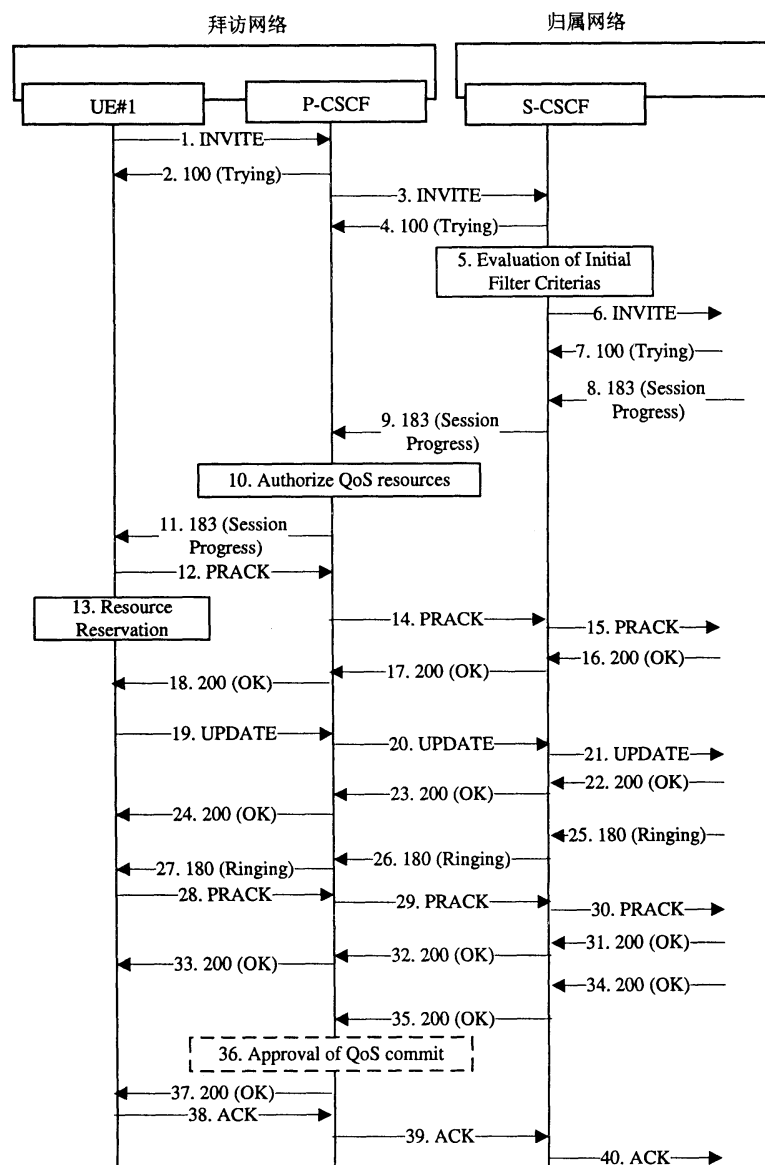 拜访网络
归属网络
UE#1
P-CSCF
S-CSCF
1. INVITE
2. 100 (Trying)
3. INVITE
4. 100 (Trying)
5. Evaluation of Initial
Filter Criterias
6. INVITE
7. 100 (Trying)
8. 183 (Session
Progress)
9. 183 (Session
Progress)
10. Authorize QoS resources
11. 183 (Session
Progress)
12. PRACK
13. Resource
Reservation
14. PRACK
15. PRACK
16. 200 (OK)
17. 200 (OK)
18. 200 (OK)
19. UPDATE
20. UPDATE
21. UPDATE
22. 200 (OK)
23. 200 (OK)
24. 200 (OK)
25. 180 (Ringing)
26. 180 (Ringing)
27. 180 (Ringing)
28. PRACK
29. PRACK
30. PRACK
31. 200 (OK)
32. 200 (OK)
33. 200 (OK)
34. 200 (OK)
35. 200 (OK)
36. Approval of QoS commit
37. 200 (OK)
38. ACK
39. ACK
40. ACK